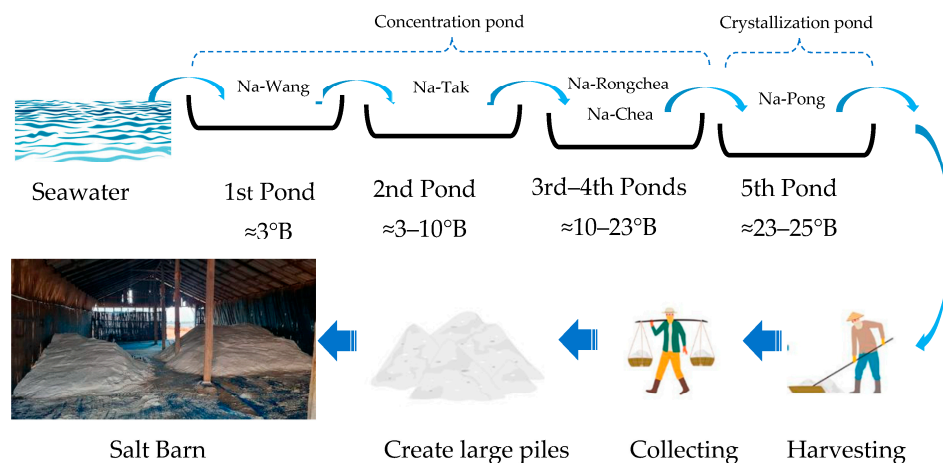 Concentration pond
Crystallization pond
Na-Wang
Na-Tak
Na-Rongchea
Na-Chea
Na-Pong
Seawater
1st Pond
2nd Pond
3rd–4th Ponds
5th Pond
≈3°B
≈3–10°B
≈10–23°B
≈23–25°B
Salt Barn
Create large piles
Collecting
Harvesting